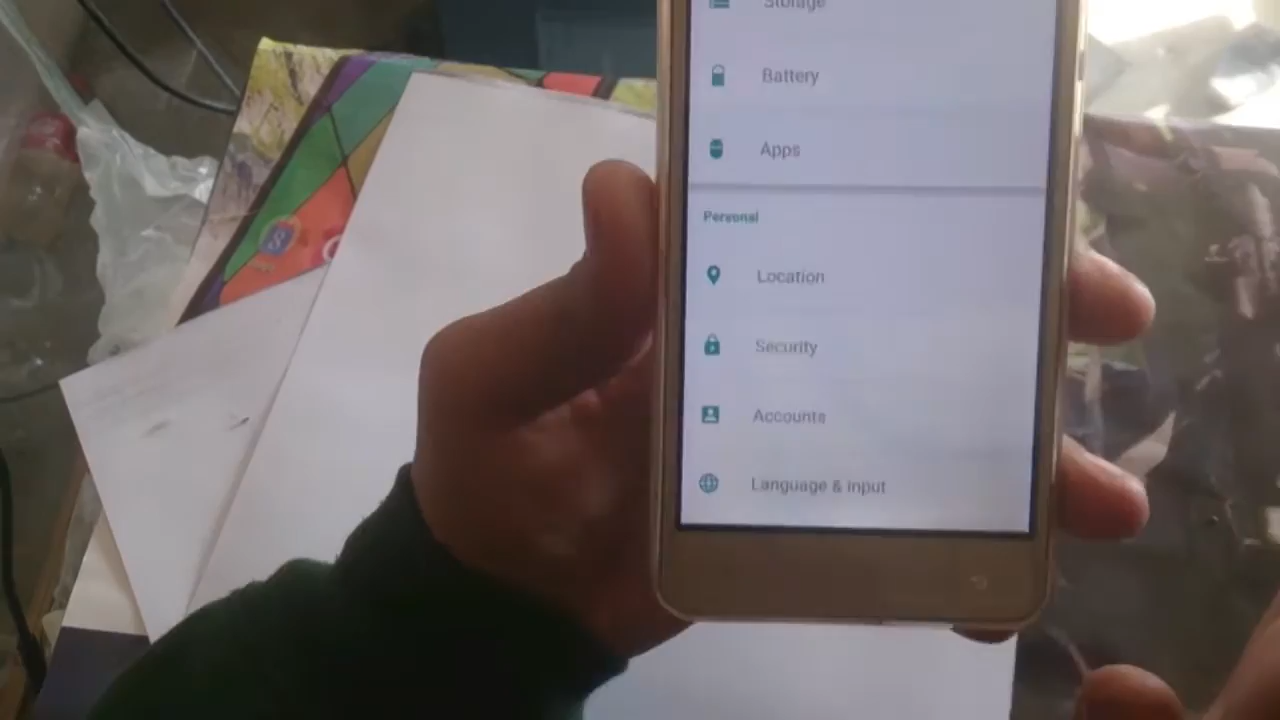 Storage
Battery
Apps
Personal
Location
Security
Accounts
Language & input